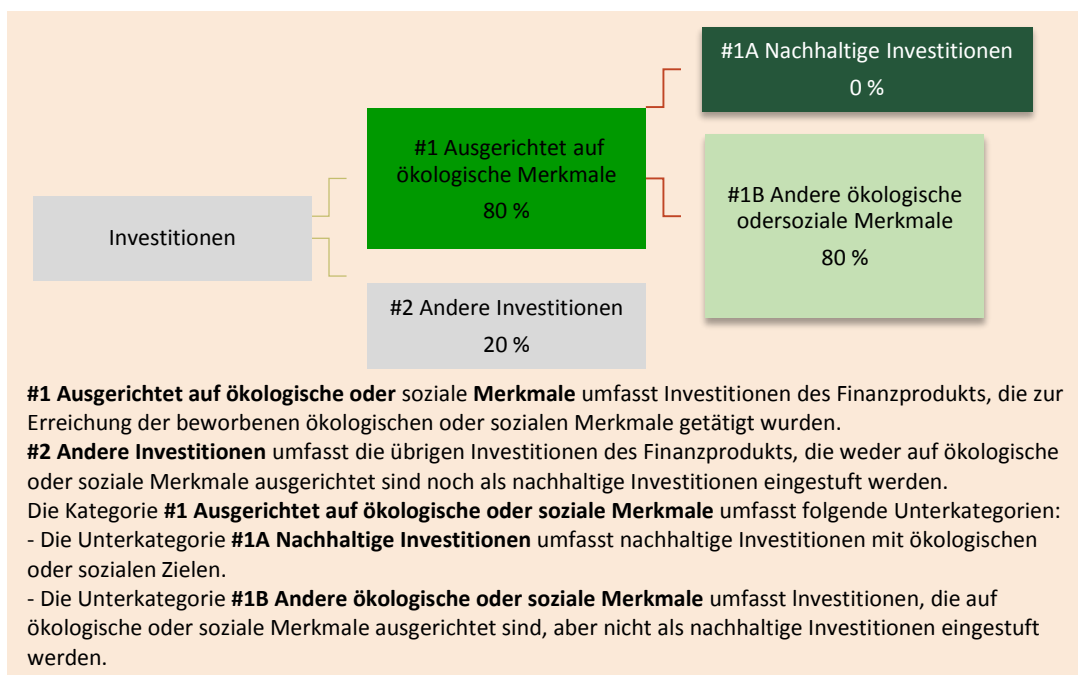 #1A Nachhaltige Investitionen
0 %
#1 Ausgerichtet auf
ökologische Merkmale
80 %
#1B Andere ökologische
odersoziale Merkmale
80 %
Investitionen
#2 Andere Investitionen
20 %
#1 Ausgerichtet auf ökologische oder soziale Merkmale umfasst Investitionen des Finanzprodukts, die zur
Erreichung der beworbenen ökologischen oder sozialen Merkmale getätigt wurden.
#2 Andere Investitionen umfasst die übrigen Investitionen des Finanzprodukts, die weder auf ökologische
oder soziale Merkmale ausgerichtet sind noch als nachhaltige Investitionen eingestuft werden.
Die Kategorie #1 Ausgerichtet auf ökologische oder soziale Merkmale umfasst folgende Unterkategorien:
- Die Unterkategorie #1A Nachhaltige Investitionen umfasst nachhaltige Investitionen mit ökologischen
oder sozialen Zielen.
- Die Unterkategorie #1B Andere ökologische oder soziale Merkmale umfasst Investitionen, die auf
ökologische oder soziale Merkmale ausgerichtet sind, aber nicht als nachhaltige Investitionen eingestuft
werden.